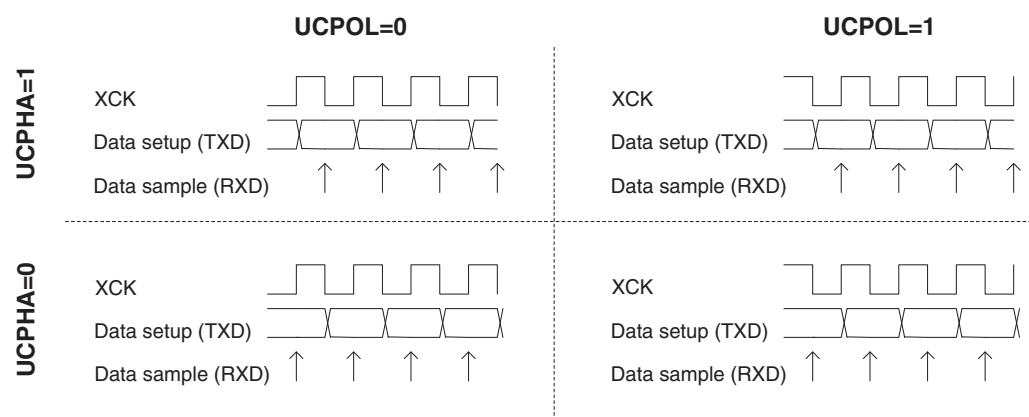 UCPOL=0
UCPOL=1
UCPHA=1
XCK
Data setup (TXD)
Data sample (RXD)
XCK
Data setup (TXD)
Data sample (RXD)
UCPHA=0
XCK
Data setup (TXD)
Data sample (RXD)
XCK
Data setup (TXD)
Data sample (RXD)